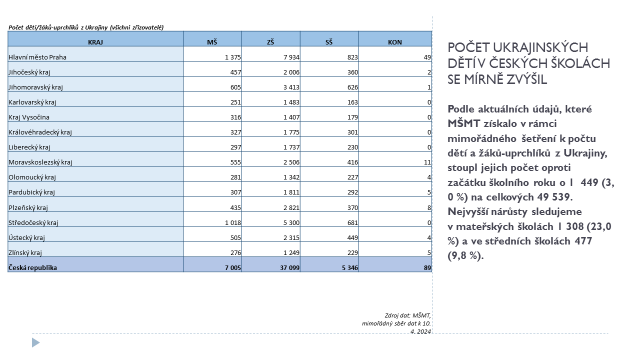 Počet dětí/žáků-uprchlíků z Ukrajiny (všichni zřizovatelé)
KRAJ MŠ ZŠ SŠ KON
Hlavní město Praha 1 375 7 934 823 49
Jihočeský kraj 457 2 006 360 2
Jihomoravský kraj 605 3 413 626 1
Karlovarský kraj 251 1 483 163 0
Kraj Vysočina 316 1 407 179 0
Královéhradecký kraj 327 1 775 301 0
Liberecký kraj 297 1 737 230 0
Moravskoslezský kraj 555 2 506 416 11
Olomoucký kraj 281 1 342 227 4
Pardubický kraj 307 1 811 292 5
Plzeňský kraj 435 2 821 370 8
Středočeský kraj 1 018 5 300 681 0
Ústecký kraj 505 2 315 449 4
Zlínský kraj 276 1 249 229 5
Česká republika 7 005 37 099 5 346 89
Zdroj dat: MŠMT,
mimořádný sběr dat k 10.
4. 2024
POČET UKRAJINSKÝCH
DĚTÍ V ČESKÝCH ŠKOLÁCH
SE MÍRNĚ ZVÝŠIL
Podle aktuálních údajů, které
MŠMT získalo v rámci
mimořádného šetření k počtu
dětí a žáků-uprchlíků z Ukrajiny,
stoupl jejich počet oproti
začátku školního roku o 1 449 (3,
0 %) na celkových 49 539.
Nejvyšší nárůsty sledujeme
v mateřských školách 1 308 (23,0
%) a ve středních školách 477
(9,8 %).